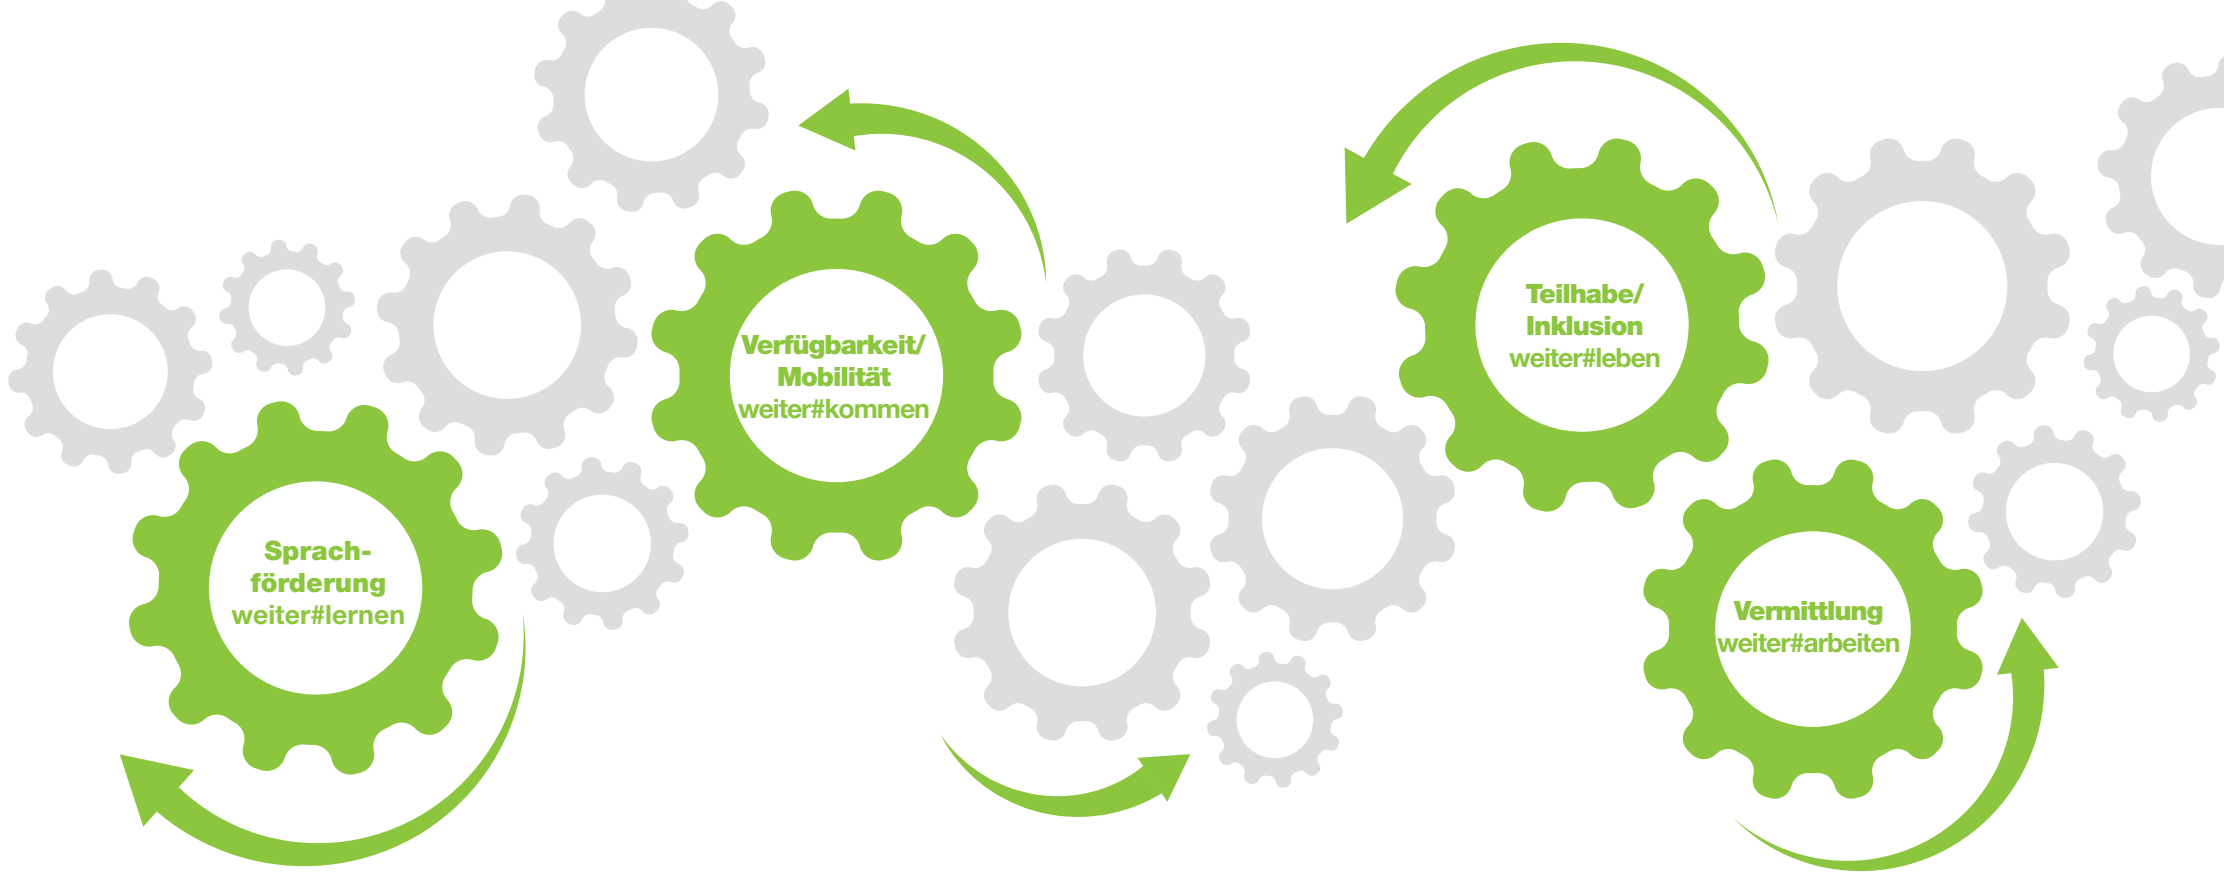 Sprach-
förderung
weiter#lernen
Verfügbarkeit/
Mobilität
weiter#kommen
Teilhabe/
Inklusion
weiter#leben
Vermittlung
weiter#arbeiten